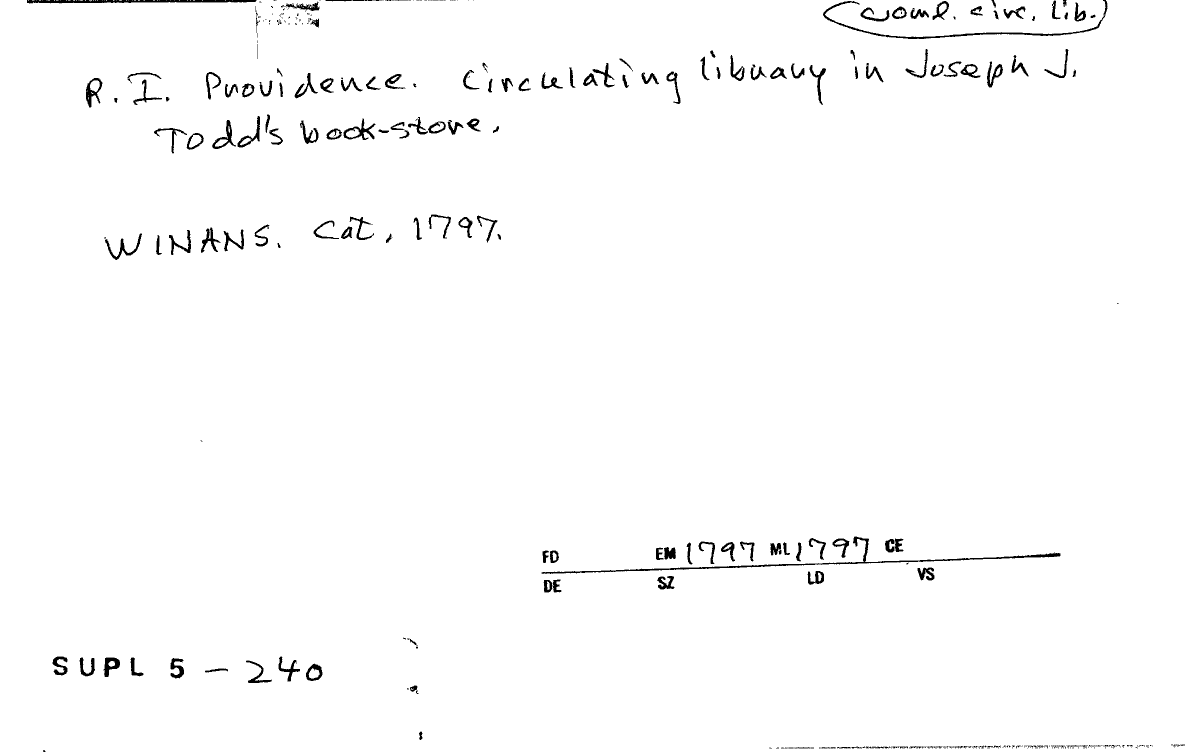 (coml. circ. lib.)
R.I. Providence. Circulating library in Joseph J.
Todd's book-store.
WINANS. Cat, 1797.
FD EM 1797 ML 1797 CE
DE SZ LD VS
SUPL 5 - 240